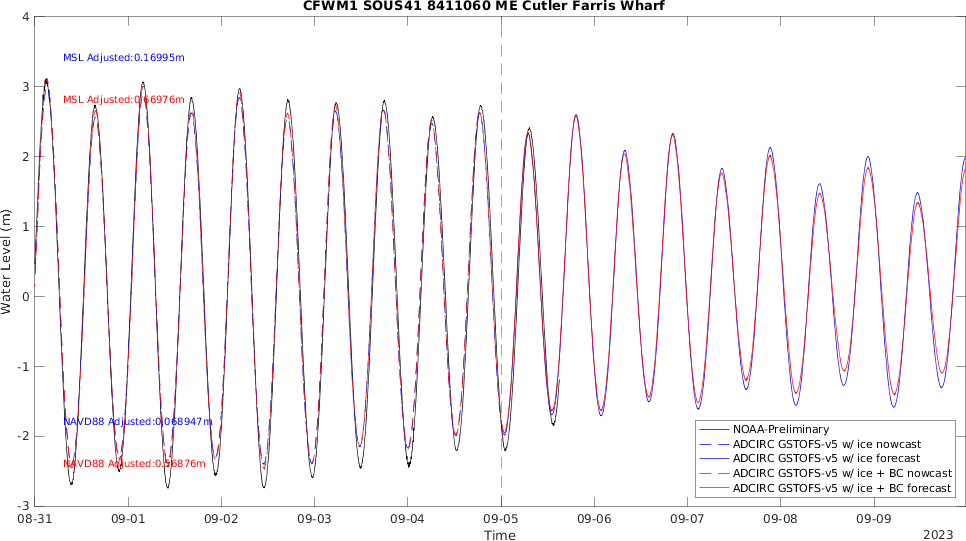 CFWM1 SOUS41 8411060 ME Cutler Farris Wharf
4
3
2
1
0
-1
-2
-3
Water Level (m)
MSL Adjusted:0.16995m
MSL Adjusted:0.66976m
NAVD88 Adjusted:0.068947m
NAVD88 Adjusted:0.56876m
NOAA-Preliminary
ADCIRC GSTOFS-v5 w/ ice nowcast
ADCIRC GSTOFS-v5 w/ ice forecast
ADCIRC GSTOFS-v5 w/ ice + BC nowcast
ADCIRC GSTOFS-v5 w/ ice + BC forecast
08-31 09-01 09-02 09-03 09-04 09-05 09-06 09-07 09-08 09-09
Time
2023